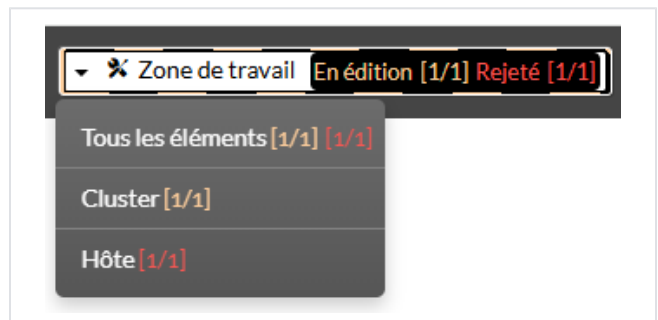 Zone de travail En édition [1/1] Rejeté [1/1]
Tous les éléments [1/1] [1/1]
Cluster [1/1]
Hôte [1/1]